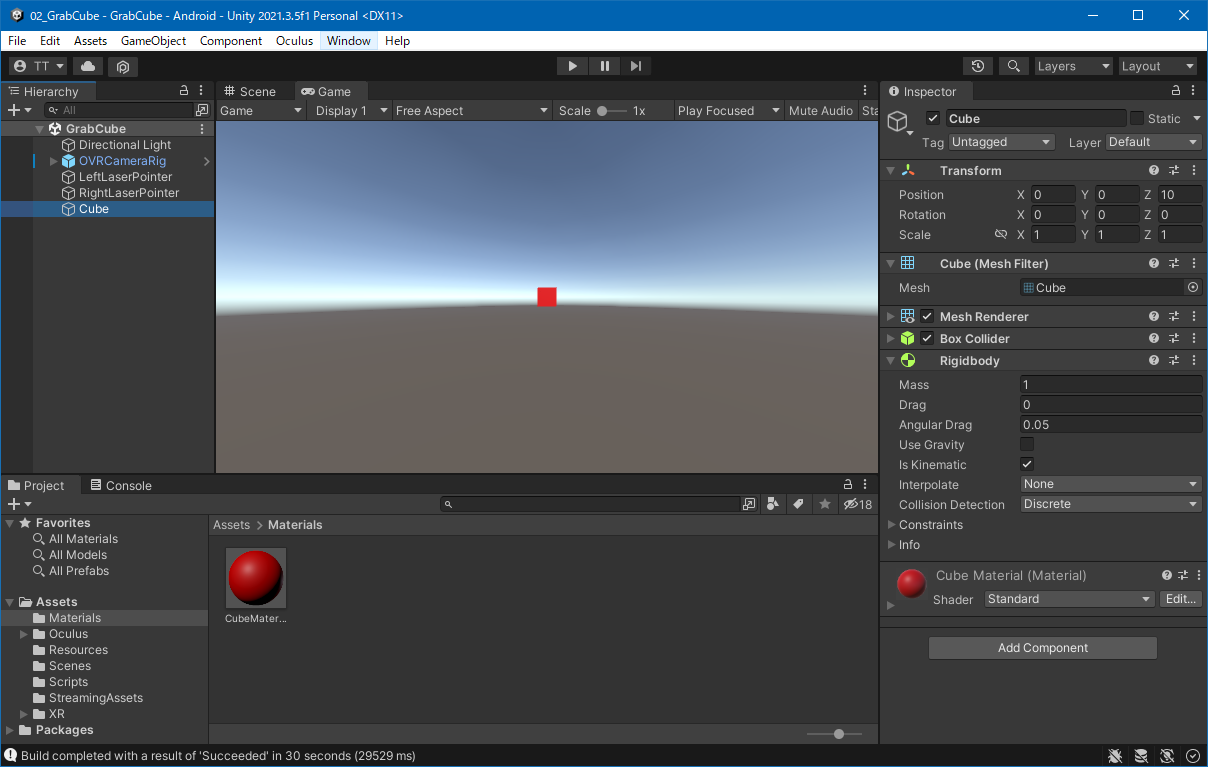 02_GrabCube - GrabCube - Android - Unity 2021.3.5f1 Personal <DX11>
File Edit Assets GameObject Component Oculus Window Help
TT Layers Layout
Hierarchy
All
GrabCube
Directional Light
OVRCameraRig
LeftLaserPointer
RightLaserPointer
Cube
Scene Game
Game Display 1 Free Aspect Scale 1x Play Focused Mute Audio Sta
Inspector
Cube Static
Tag Untagged Layer Default
Transform
Position X 0 Y 0 Z 10
Rotation X 0 Y 0 Z 0
Scale X 1 Y 1 Z 1
Cube (Mesh Filter)
Mesh Cube
Mesh Renderer
Box Collider
Rigidbody
Mass 1
Drag 0
Angular Drag 0.05
Use Gravity
Is Kinematic
Interpolate None
Collision Detection Discrete
Constraints
Info
Cube Material (Material)
Shader Standard Edit...
Add Component
Project Console
18
Favorites
All Materials
All Models
All Prefabs
Assets
Materials
Oculus
Resources
Scenes
Scripts
StreamingAssets
XR
Packages
Assets > Materials
CubeMater...
Build completed with a result of 'Succeeded' in 30 seconds (29529 ms)